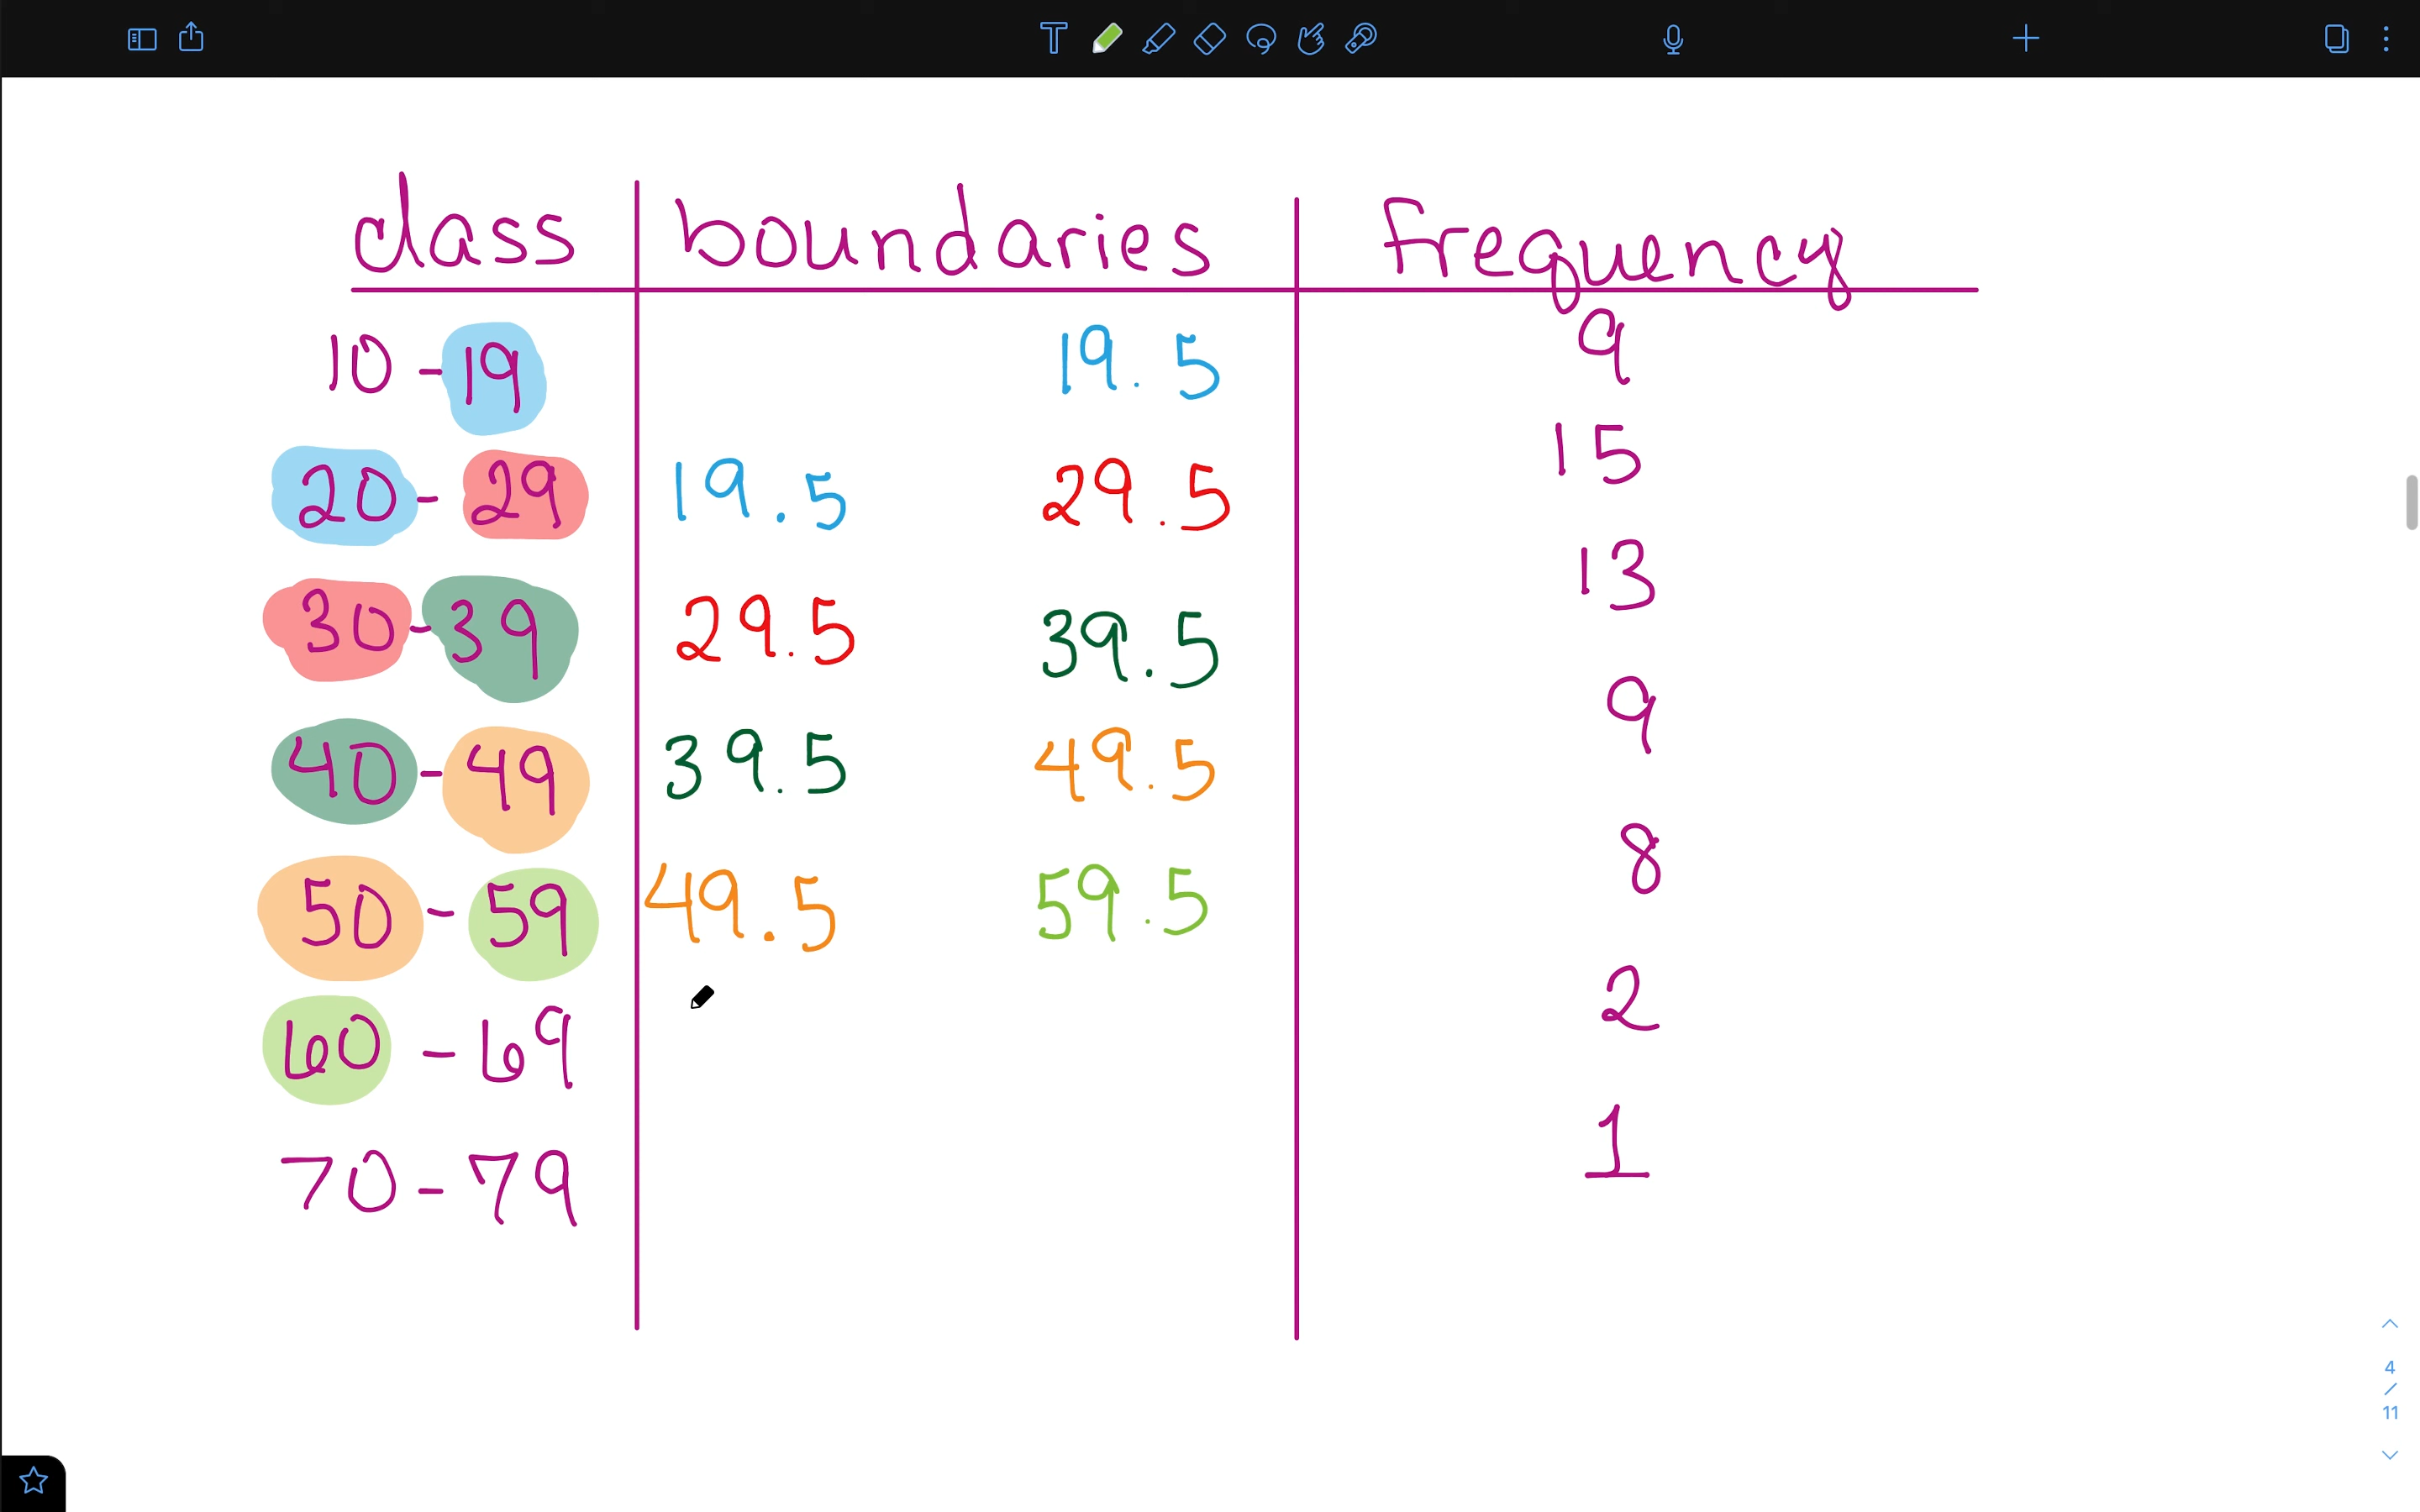 class boundaries frequency
10 - 19 19.5 9
20 - 29 19.5 29.5 15
30 - 39 29.5 39.5 13
40 - 49 39.5 49.5 9
50 - 59 49.5 59.5 8
60 - 69 2
70 - 79 1
4
/
11